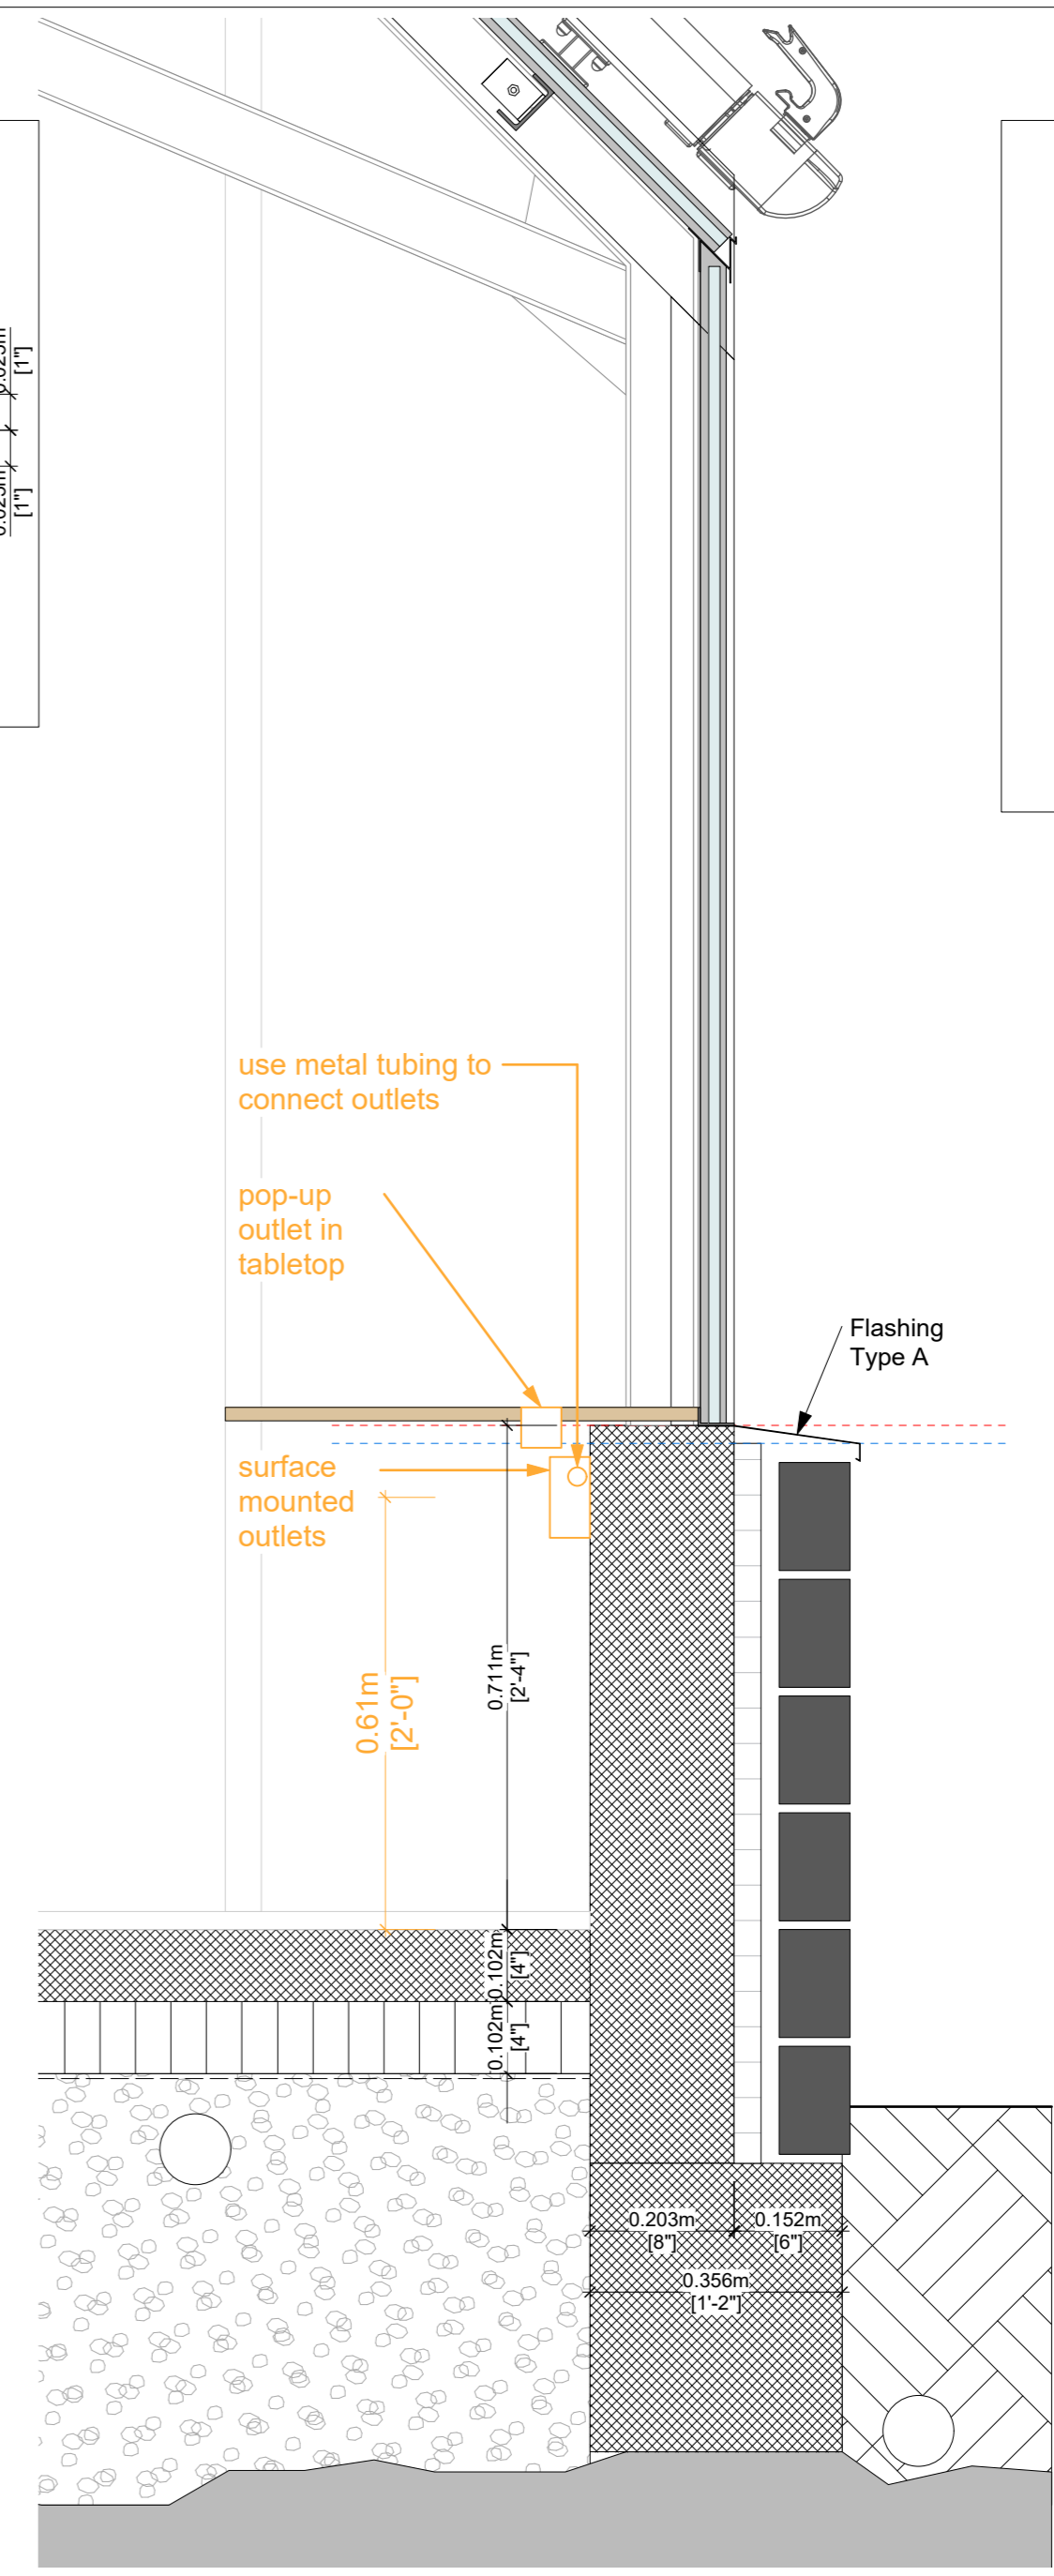 [1"]
[1"]
use metal tubing to
connect outlets
pop-up
outlet in
tabletop
Flashing
Type A
surface
mounted
outlets
0.61m
[2'-0"]
0.711m
[2'-4"]
0.102m
[4"]
0.102m
[4"]
0.203m
[8"]
0.152m
[6"]
0.356m
[1'-2"]